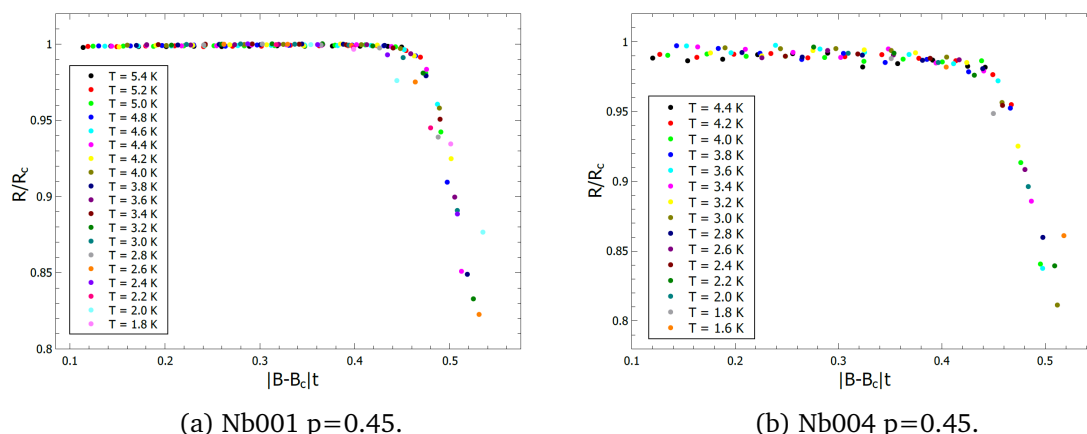 1
0.95
0.9
0.85
0.8
R/Rc
T = 5.4 K
T = 5.2 K
T = 5.0 K
T = 4.8 K
T = 4.6 K
T = 4.4 K
T = 4.2 K
T = 4.0 K
T = 3.8 K
T = 3.6 K
T = 3.4 K
T = 3.2 K
T = 3.0 K
T = 2.8 K
T = 2.6 K
T = 2.4 K
T = 2.2 K
T = 2.0 K
T = 1.8 K
0.1 0.2 0.3 0.4 0.5
|B-Bc|t
(a) Nb001 p=0.45.
1
0.95
0.9
0.85
0.8
R/Rc
T = 4.4 K
T = 4.2 K
T = 4.0 K
T = 3.8 K
T = 3.6 K
T = 3.4 K
T = 3.2 K
T = 3.0 K
T = 2.8 K
T = 2.6 K
T = 2.4 K
T = 2.2 K
T = 2.0 K
T = 1.8 K
T = 1.6 K
0.1 0.2 0.3 0.4 0.5
|B-Bc|t
(b) Nb004 p=0.45.